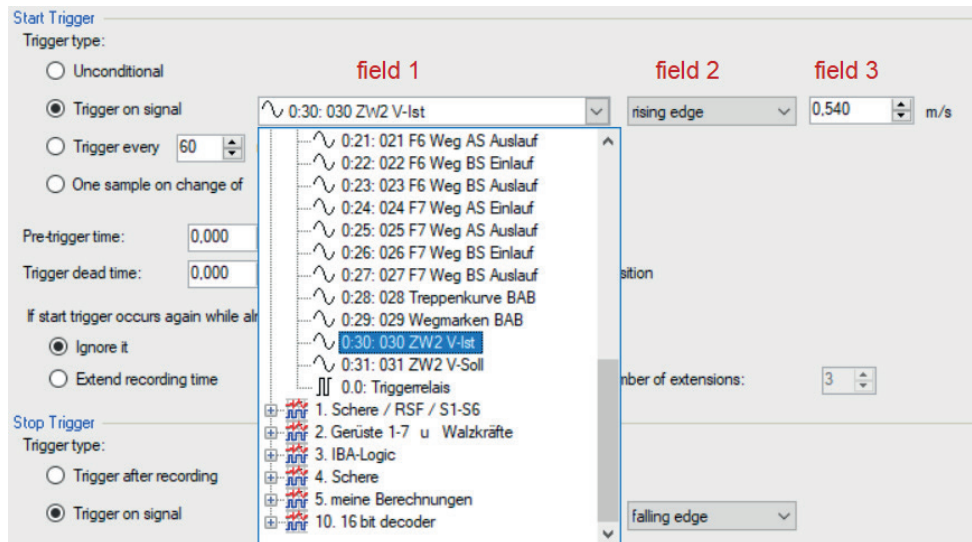 Start Trigger
Trigger type:
Unconditional
field 1 field 2 field 3
Trigger on signal 0:30: 030 ZW2 V-Ist rising edge 0,540 m/s
0:21: 021 F6 Weg AS Auslauf
Trigger every 60
0:22: 022 F6 Weg BS Einlauf
0:23: 023 F6 Weg BS Auslauf
One sample on change of
0:24: 024 F7 Weg AS Einlauf
0:25: 025 F7 Weg AS Auslauf
Pre-trigger time: 0,000
0:26: 026 F7 Weg BS Einlauf
Trigger dead time: 0,000
0:27: 027 F7 Weg BS Auslauf
0:28: 028 Treppenkurve BAB
If start trigger occurs again while
0:29: 029 Wegmarken BAB
Ignore it
0:30: 030 ZW2 V-Ist
0:31: 031 ZW2 V-Soll
Extend recording time
of extensions: 3
0.0: Triggerrelais
1. Schere / RSF / S1-S6
Stop Trigger
2. Gerüste 1-7 u Walzkräfte
Trigger type:
3. IBA-Logic
Trigger after recording
4. Schere
5. meine Berechnungen
Trigger on signal
10. 16 bit decoder
falling edge